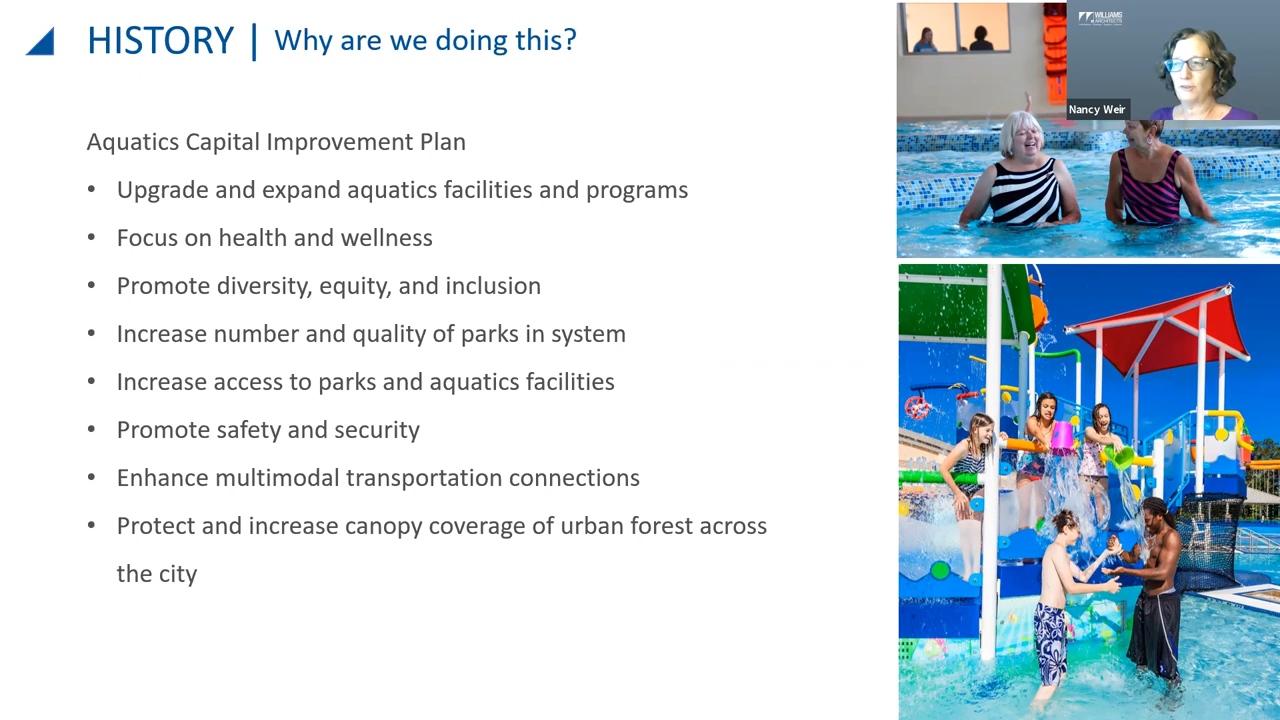 HISTORY | Why are we doing this?
WILLIAMS
ARCHITECTS
Nancy Weir
Aquatics Capital Improvement Plan
• Upgrade and expand aquatics facilities and programs
• Focus on health and wellness
• Promote diversity, equity, and inclusion
• Increase number and quality of parks in system
• Increase access to parks and aquatics facilities
• Promote safety and security
• Enhance multimodal transportation connections
• Protect and increase canopy coverage of urban forest across
the city